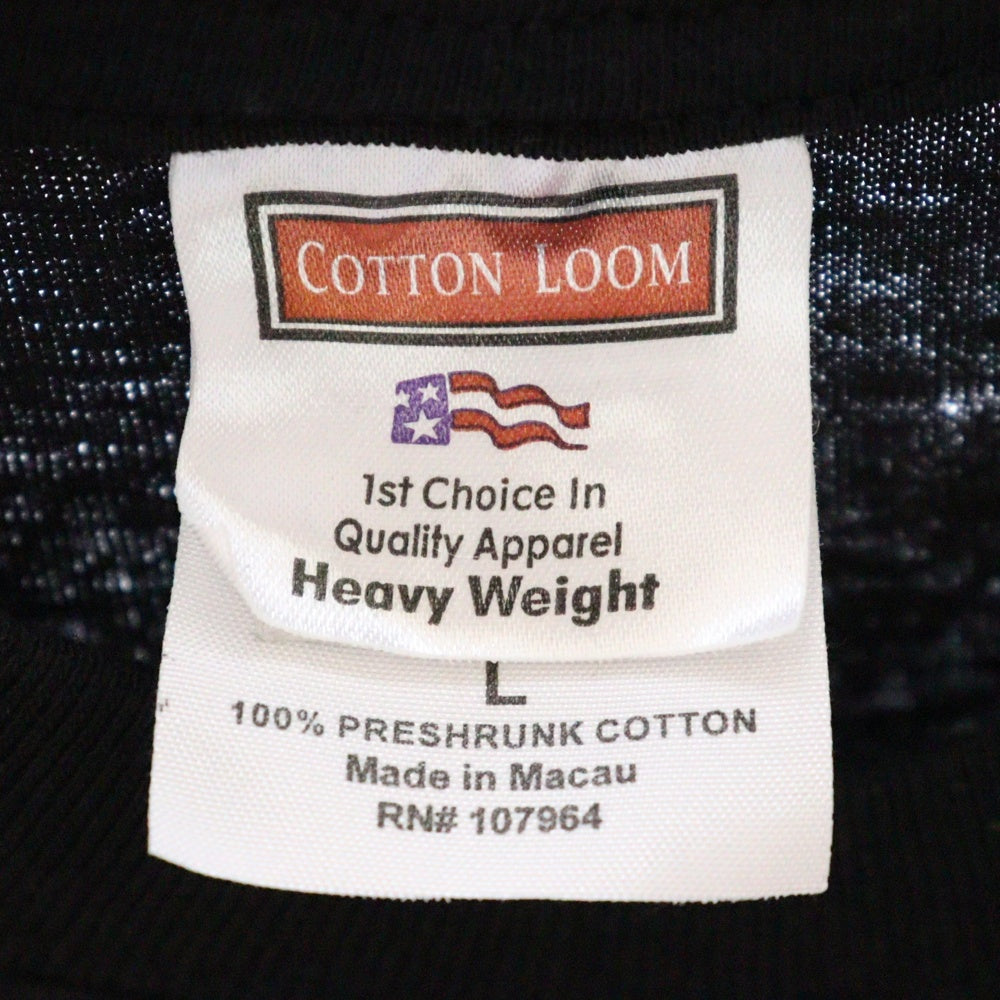 COTTON LOOM
1st Choice In
Quality Apparel
Heavy Weight
L
100% PRESHRUNK COTTON
Made in Macau
RN# 107964